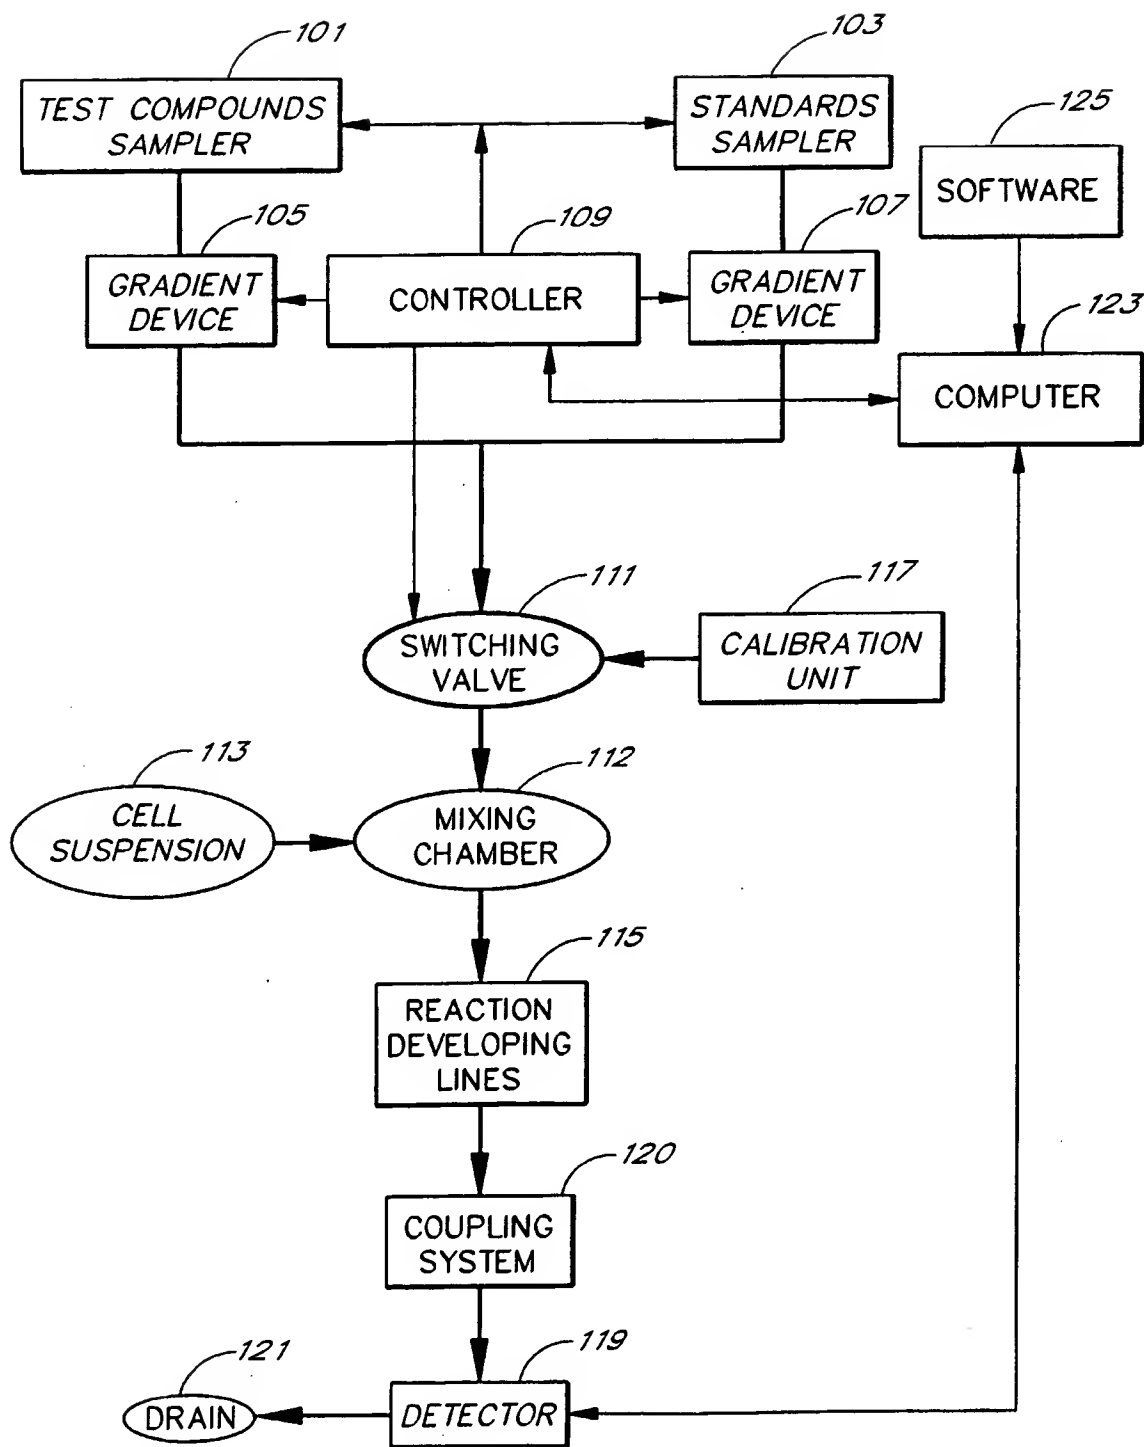 101
TEST COMPOUNDS
SAMPLER
103
STANDARDS
SAMPLER
125
SOFTWARE
105
GRADIENT
DEVICE
109
CONTROLLER
107
GRADIENT
DEVICE
123
COMPUTER
111
SWITCHING
VALVE
117
CALIBRATION
UNIT
113
CELL
SUSPENSION
112
MIXING
CHAMBER
115
REACTION
DEVELOPING
LINES
120
COUPLING
SYSTEM
121
DRAIN
119
DETECTOR